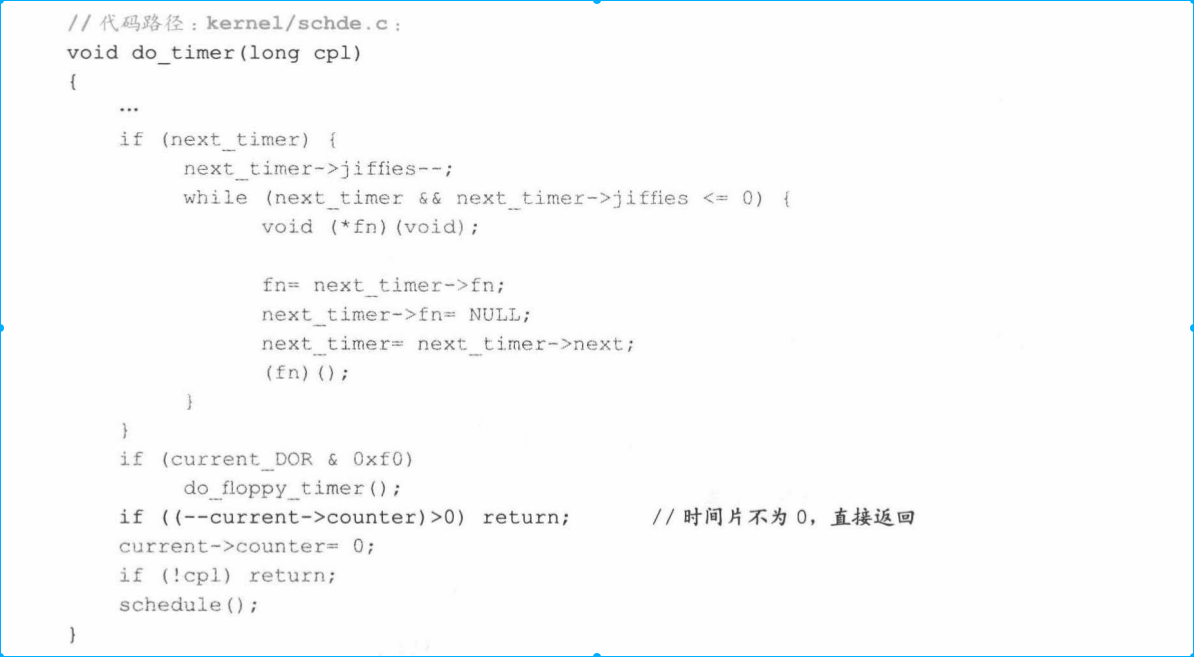 // 代码路径：kernel/schde.c：
void do_timer(long cpl)
{
…
if (next_timer) {
next_timer->jiffies--;
while (next_timer && next_timer->jiffies <= 0) {
void (*fn)(void);
fn= next_timer->fn;
next_timer->fn= NULL;
next_timer= next_timer->next;
(fn)();
}
}
if (current_DOR & 0xf0)
do_floppy_timer();
if ((--current->counter)>0) return; // 时间片不为 0，直接返回
current->counter= 0;
if (!cpl) return;
schedule();
}